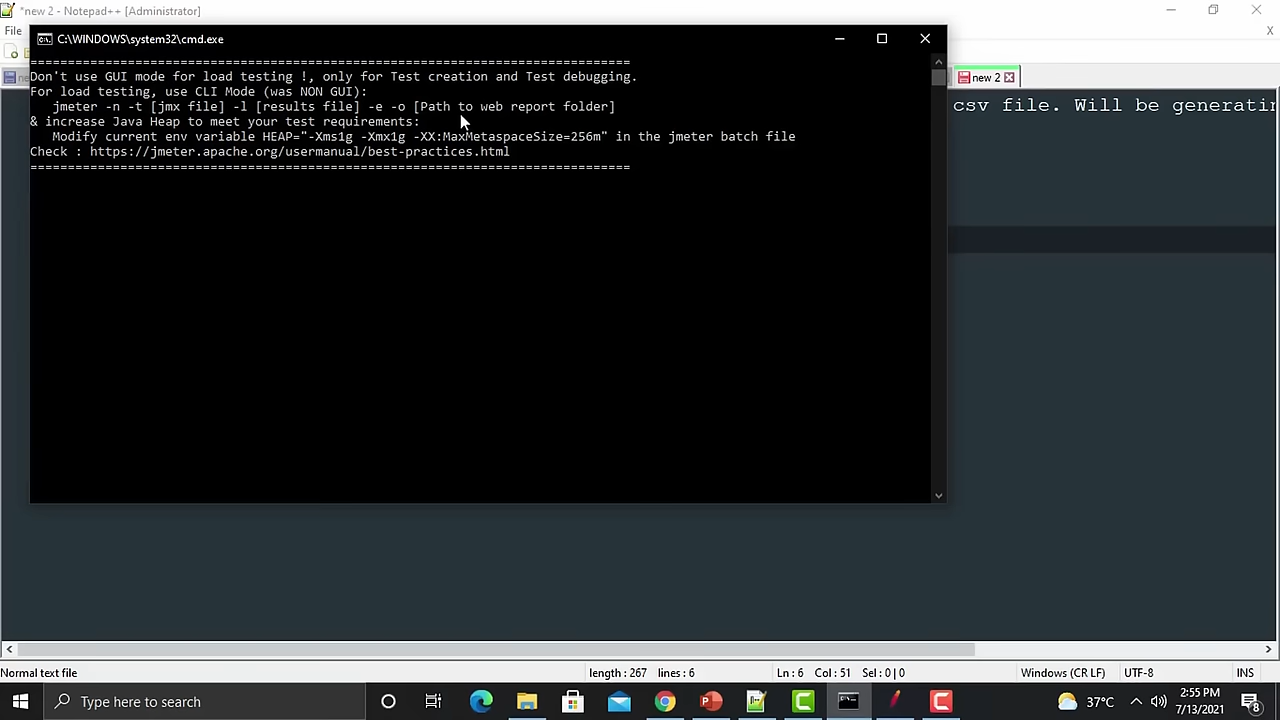 *new 2 - Notepad++ [Administrator]
File
C:\WINDOWS\system32\cmd.exe
new 2
================================================================================
Don't use GUI mode for load testing !, only for Test creation and Test debugging.
For load testing, use CLI Mode (was NON GUI):
jmeter -n -t [jmx file] -l [results file] -e -o [Path to web report folder]
& increase Java Heap to meet your test requirements:
Modify current env variable HEAP="-Xms1g -Xmx1g -XX:MaxMetaspaceSize=256m" in the jmeter batch file
Check : https://jmeter.apache.org/usermanual/best-practices.html
================================================================================
csv file. Will be generatin
Normal text file
length : 267 lines : 6
Ln : 6 Col : 51 Sel : 0 | 0
Windows (CR LF)
UTF-8
INS
Type here to search
37°C
2:55 PM
7/13/2021
8